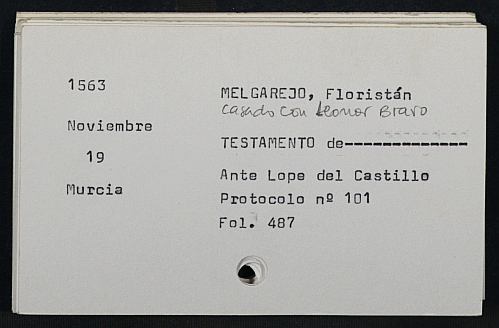 1563
Noviembre
19
Murcia
MELGAREJO, Floristán
Casado con Leonor Bravo
TESTAMENTO de-------------
Ante Lope del Castillo
Protocolo nº 101
Fol. 487